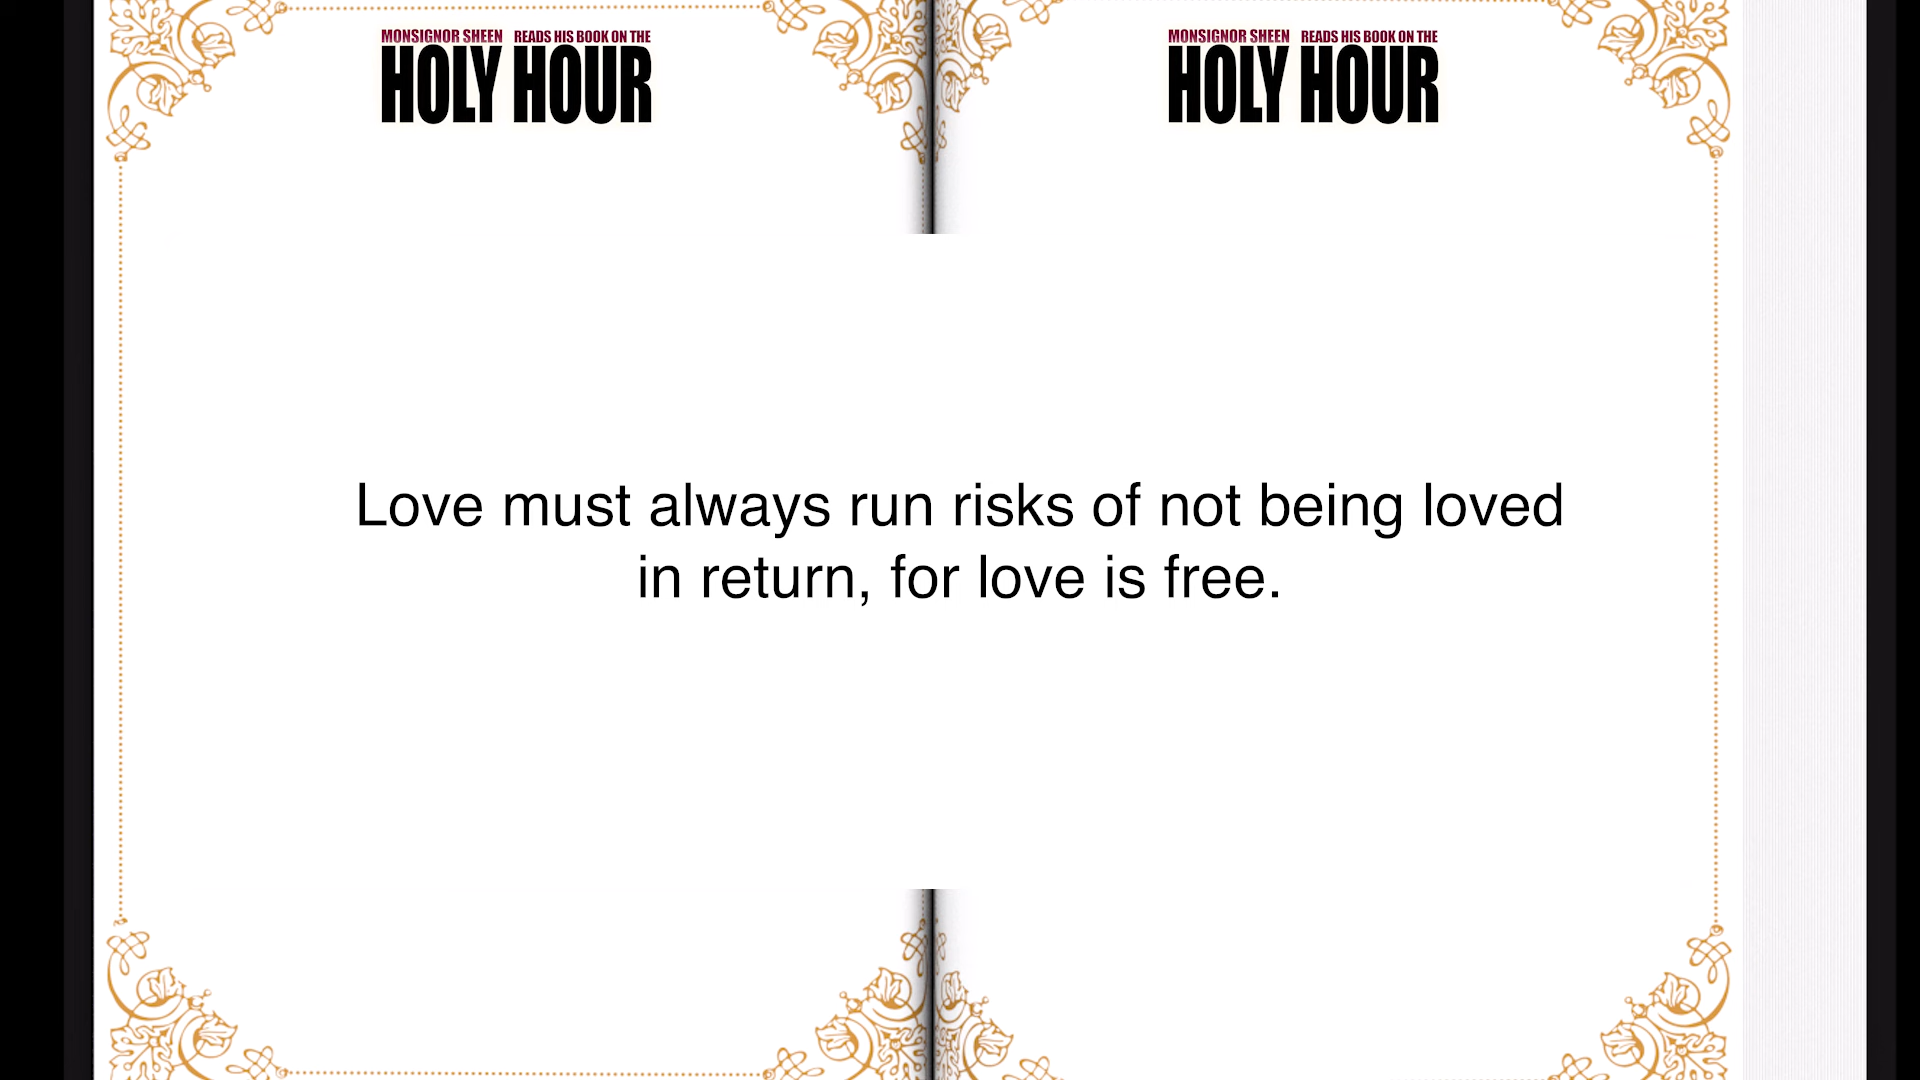 MONSIGNOR SHEEN READS HIS BOOK ON THE
HOLY HOUR
MONSIGNOR SHEEN READS HIS BOOK ON THE
HOLY HOUR
Love must always run risks of not being loved
in return, for love is free.